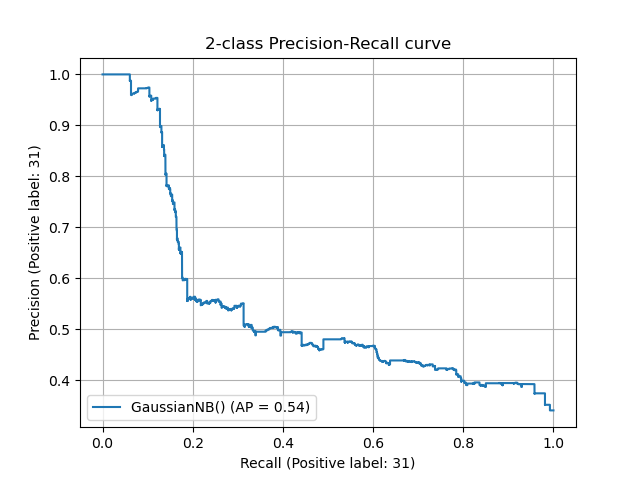 2-class Precision-Recall curve
Precision (Positive label: 31)
1.0
0.9
0.8
0.7
0.6
0.5
0.4
GaussianNB() (AP = 0.54)
0.0 0.2 0.4 0.6 0.8 1.0
Recall (Positive label: 31)